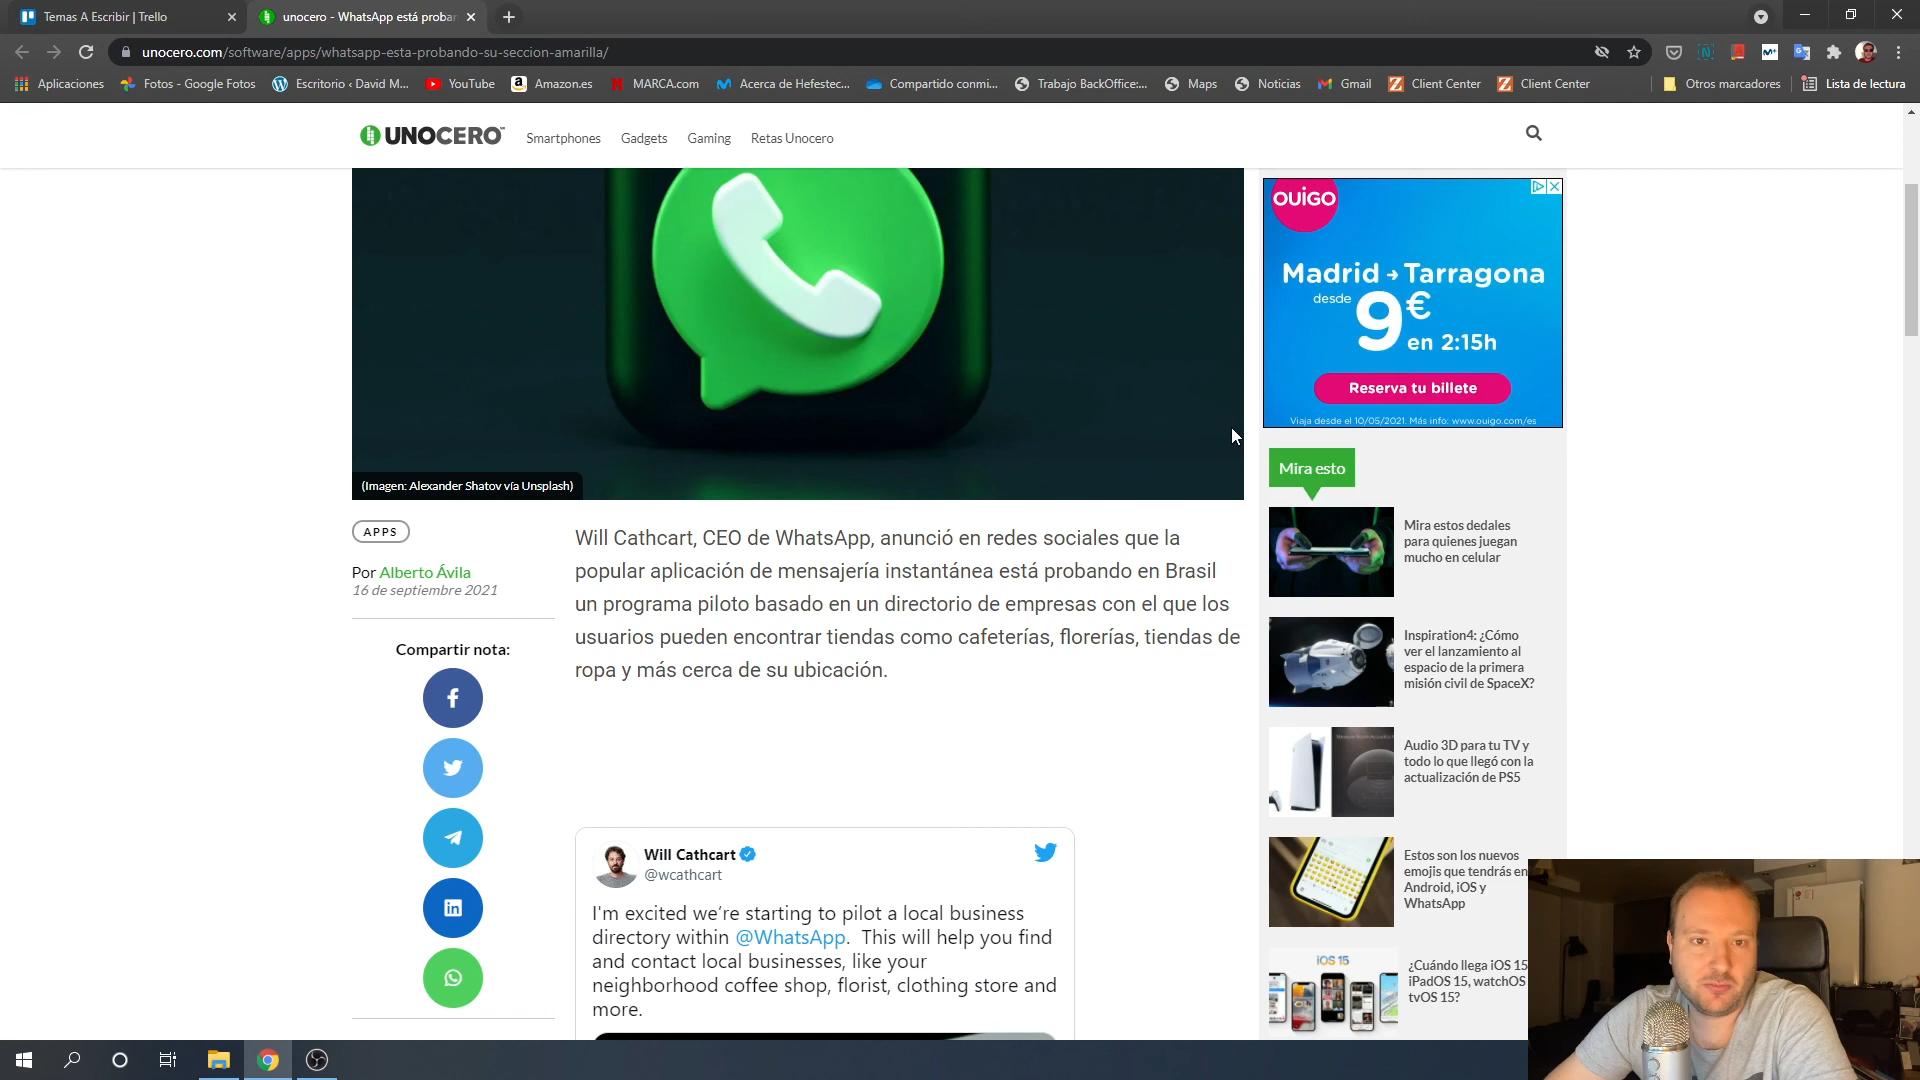 Temas A Escribir | Trello
unocero - WhatsApp está probar
unocero.com/software/apps/whatsapp-esta-probando-su-seccion-amarilla/
Aplicaciones
Fotos - Google Fotos
Escritorio ‹ David M...
YouTube
Amazon.es
MARCA.com
Acerca de Hefestec...
Compartido conmi...
Trabajo BackOffice:...
Maps
Noticias
Gmail
Client Center
Client Center
Otros marcadores
Lista de lectura
UNOCERO
Smartphones
Gadgets
Gaming
Retas Unocero
(Imagen: Alexander Shatov vía Unsplash)
APPS
Por Alberto Ávila
16 de septiembre 2021
Compartir nota:
Will Cathcart, CEO de WhatsApp, anunció en redes sociales que la
popular aplicación de mensajería instantánea está probando en Brasil
un programa piloto basado en un directorio de empresas con el que los
usuarios pueden encontrar tiendas como cafeterías, florerías, tiendas de
ropa y más cerca de su ubicación.
Will Cathcart
@wcathcart
I'm excited we're starting to pilot a local business
directory within @WhatsApp. This will help you find
and contact local businesses, like your
neighborhood coffee shop, florist, clothing store and
more.
OUIGO
Madrid → Tarragona
desde
9€
en 2:15h
Reserva tu billete
Viaja desde el 10/05/2021. Más info: www.ouigo.com/es
Mira esto
Mira estos dedales
para quienes juegan
mucho en celular
Inspiration4: ¿Cómo
ver el lanzamiento al
espacio de la primera
misión civil de SpaceX?
Audio 3D para tu TV y
todo lo que llegó con la
actualización de PS5
Estos son los nuevos
emojis que tendrás en
Android, iOS y
WhatsApp
iOS 15
¿Cuándo llega iOS 15
iPadOS 15, watchOS
tvOS 15?